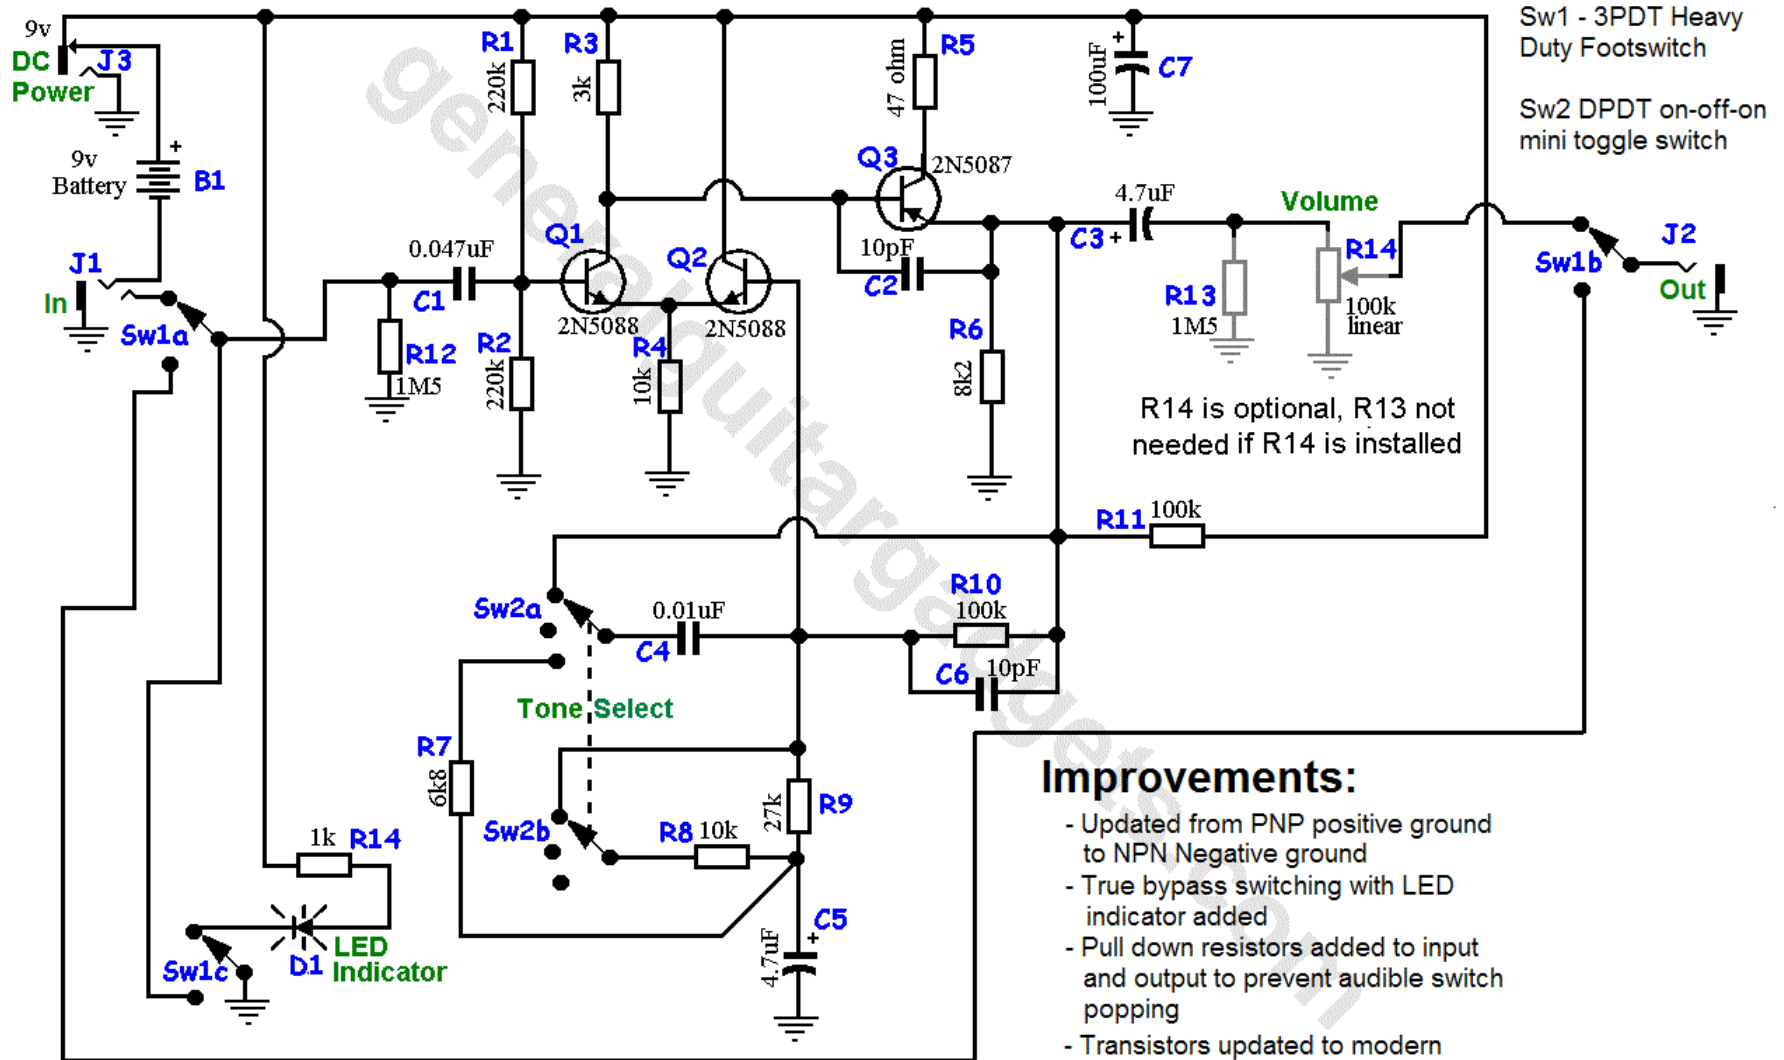 9v
DC
Power
J3
9v
Battery
+
B1
J1
In
Sw1a
0.047uF
C1
R12
1M5
R1
220k
R2
220k
R3
3k
Q1
2N5088
Q2
2N5088
R4
10k
R5
47 ohm
Q3
2N5087
10pF
C2
R6
8k2
+
100uF
C7
4.7uF
C3
+
Volume
R13
1M5
R14
100k
linear
Sw1b
J2
Out
Sw1 - 3PDT Heavy
Duty Footswitch
Sw2 DPDT on-off-on
mini toggle switch
R14 is optional, R13 not
needed if R14 is installed
R11
100k
Sw2a
0.01uF
C4
R10
100k
C6
10pF
Tone Select
R7
6k8
Sw2b
R8
10k
27k
R9
C5
+
4.7uF
1k
R14
LED
Indicator
D1
Sw1c
Improvements:
- Updated from PNP positive ground
to NPN Negative ground
- True bypass switching with LED
indicator added
- Pull down resistors added to input
and output to prevent audible switch
popping
- Transistors updated to modern
generalguitargadgets.com